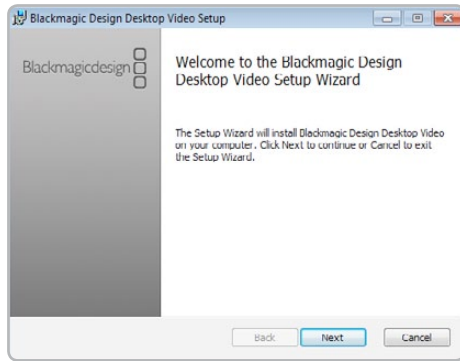 Blackmagic Design Desktop Video Setup
Blackmagicdesign
Welcome to the Blackmagic Design
Desktop Video Setup Wizard
The Setup Wizard will install Blackmagic Design Desktop Video
on your computer. Click Next to continue or Cancel to exit
the Setup Wizard.
Back Next Cancel